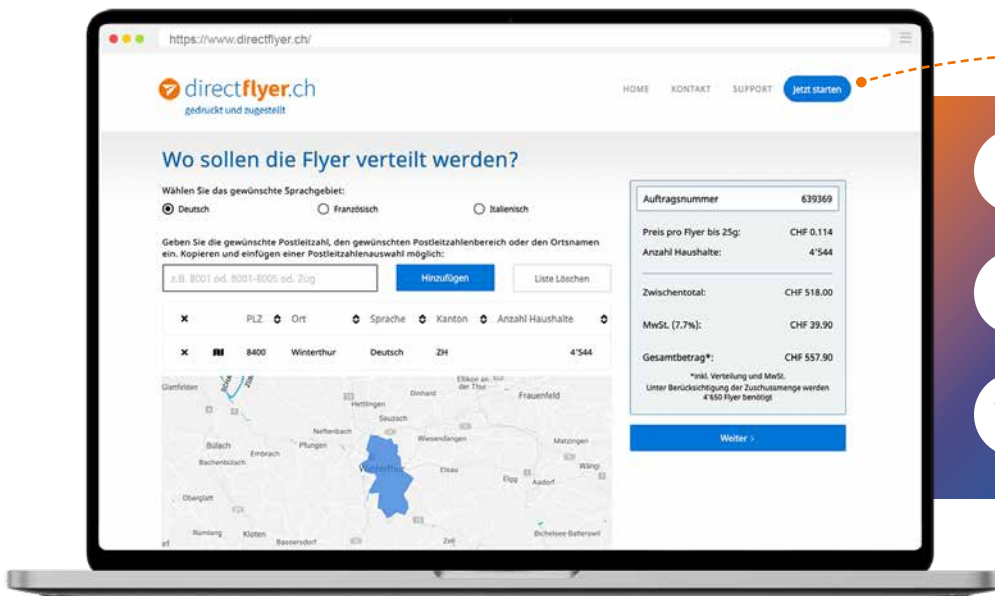 https://www.directflyer.ch/
directflyer.ch
gedruckt und zugestellt
HOME KONTAKT SUPPORT Jetzt starten
Wo sollen die Flyer verteilt werden?
Wählen Sie das gewünschte Sprachgebiet:
Deutsch Französisch Italienisch
Geben Sie die gewünschte Postleitzahl, den gewünschten Postleitzahlenbereich oder den Ortsnamen
ein. Kopieren und einfügen einer Postleitzahlenauswahl möglich:
z.B. 8001 od. 8001-8005 od. Zug Hinzufügen Liste Löschen
PLZ Ort Sprache Kanton Anzahl Haushalte
8400 Winterthur Deutsch ZH 4'544
Auftragsnummer 639369
Preis pro Flyer bis 25g: CHF 0.114
Anzahl Haushalte: 4'544
Zwischentotal: CHF 518.00
MwSt. (7.7%): CHF 39.90
Gesamtbetrag*: CHF 557.90
*inkl. Verteilung und MwSt.
Unter Berücksichtigung der Zuschussmenge werden
4'650 Flyer benötigt
Weiter >
Glattfelden
Ellikon an
der Thur
Dinhard
Frauenfeld
Hettlingen
Seuzach
Neftenbach
Wiesendangen
Bülach
Pfungen
Matzingen
Embrach
Bachenbülach
Winterthur
Elsau
Wängi
Elgg
Aadorf
Oberglatt
Rümlang
Kloten
Bassersdorf
Zell
Bichelsee-Balterswil